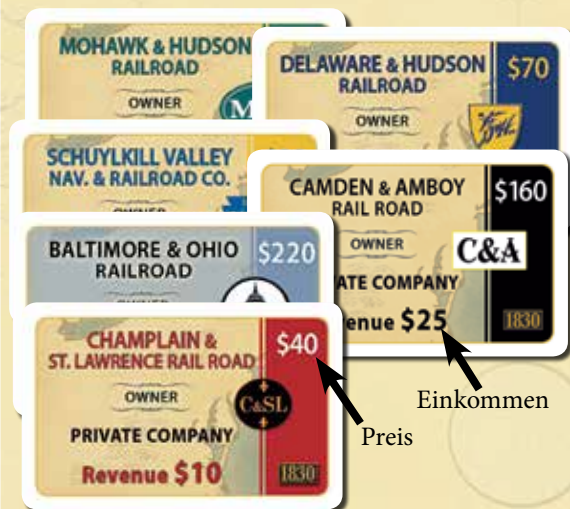 MOHAWK & HUDSON
RAILROAD
OWNER
M
DELAWARE & HUDSON
RAILROAD
$70
OWNER
SCHUYLKILL VALLEY
NAV. & RAILROAD CO.
CAMDEN & AMBOY
RAIL ROAD
$160
OWNER
C&A
ATE COMPANY
enue $25
1830
BALTIMORE & OHIO
RAILROAD
$220
CHAMPLAIN &
ST. LAWRENCE RAIL ROAD
$40
OWNER
C&SL
PRIVATE COMPANY
Revenue $10
1830
Einkommen
Preis